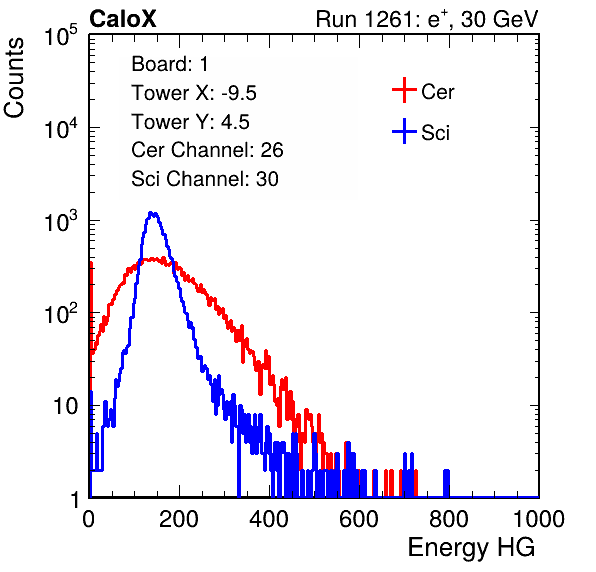 CaloX Run 1261: e⁺, 30 GeV
Counts
10⁵
10⁴
10³
10²
10
1
Board: 1
Tower X: -9.5
Tower Y: 4.5
Cer Channel: 26
Sci Channel: 30
Cer
Sci
0 200 400 600 800 1000
Energy HG